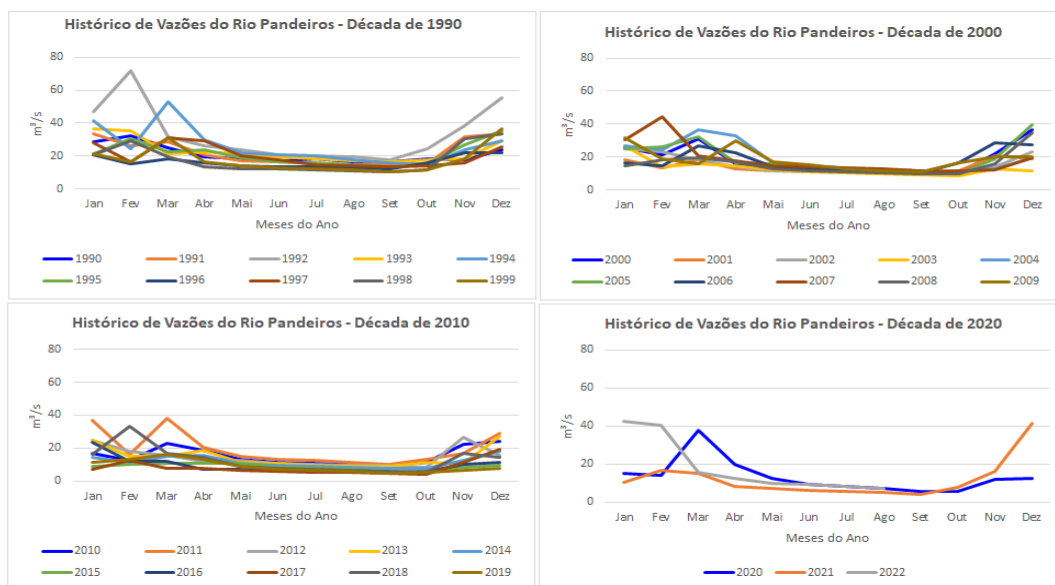 Histórico de Vazões do Rio Pandeiros - Década de 1990
80
60
40
20
0
m³/s
Jan Fev Mar Abr Mai Jun Jul Ago Set Out Nov Dez
Meses do Ano
1990 1991 1992 1993 1994
1995 1996 1997 1998 1999
Histórico de Vazões do Rio Pandeiros - Década de 2000
80
60
40
20
0
m³/s
Jan Fev Mar Abr Mai Jun Jul Ago Set Out Nov Dez
Meses do Ano
2000 2001 2002 2003 2004
2005 2006 2007 2008 2009
Histórico de Vazões do Rio Pandeiros - Década de 2010
80
60
40
20
0
m³/s
Jan Fev Mar Abr Mai Jun Jul Ago Set Out Nov Dez
Meses do Ano
2010 2011 2012 2013 2014
2015 2016 2017 2018 2019
Histórico de Vazões do Rio Pandeiros - Década de 2020
80
60
40
20
0
m³/s
Jan Fev Mar Abr Mai Jun Jul Ago Set Out Nov Dez
Meses do Ano
2020 2021 2022